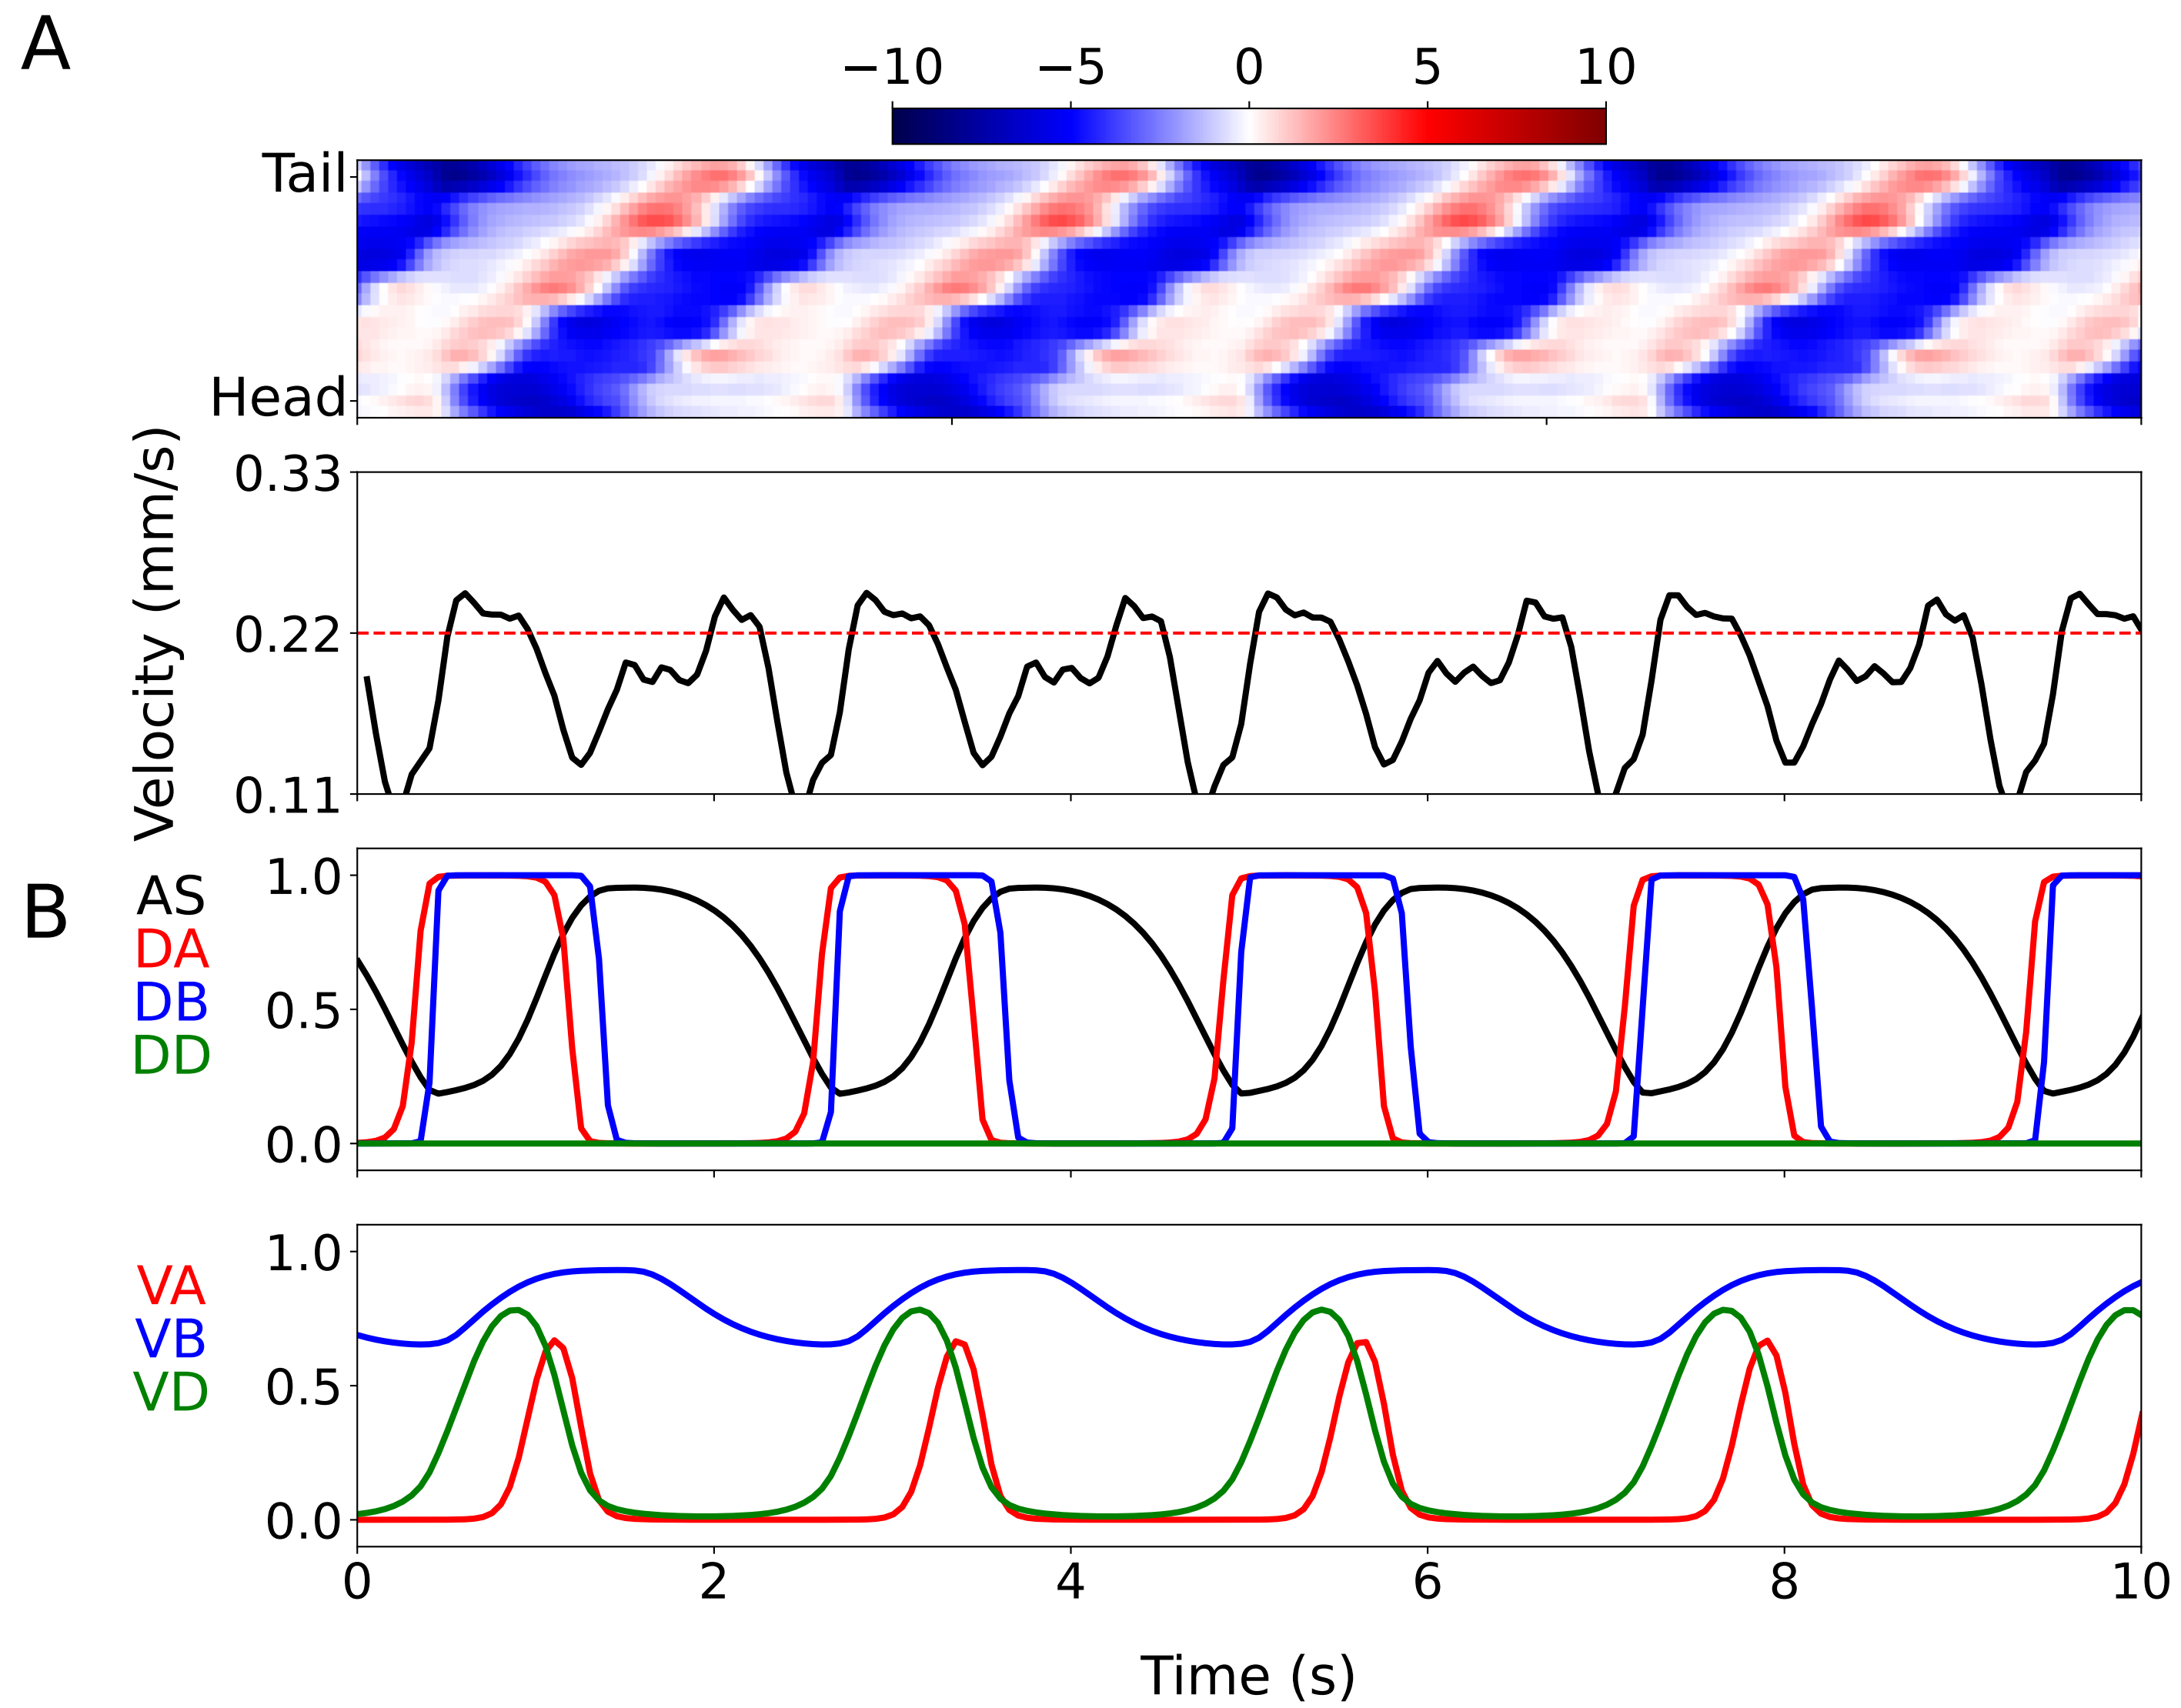 A
−10 −5 0 5 10
Tail
Head
Velocity (mm/s)
0.33
0.22
0.11
B
AS
DA
DB
DD
1.0
0.5
0.0
VA
VB
VD
1.0
0.5
0.0
0 2 4 6 8 10
Time (s)